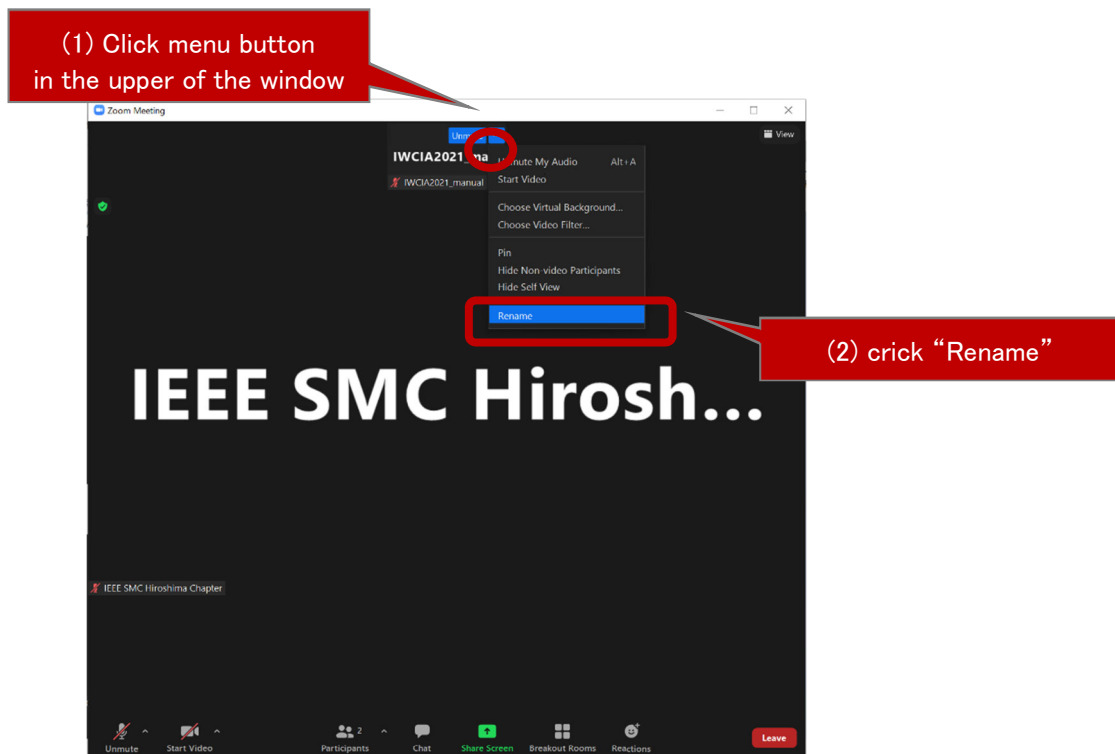 (1) Click menu button
in the upper of the window
Zoom Meeting
View
IWCIA2021_ma
IWCIA2021_manual
Unmute My Audio Alt+A
Start Video
Choose Virtual Background...
Choose Video Filter...
Pin
Hide Non-video Participants
Hide Self View
Rename
(2) crick “Rename”
IEEE SMC Hirosh...
IEEE SMC Hiroshima Chapter
Unmute
Start Video
2
Participants
Chat
Share Screen
Breakout Rooms
Reactions
Leave